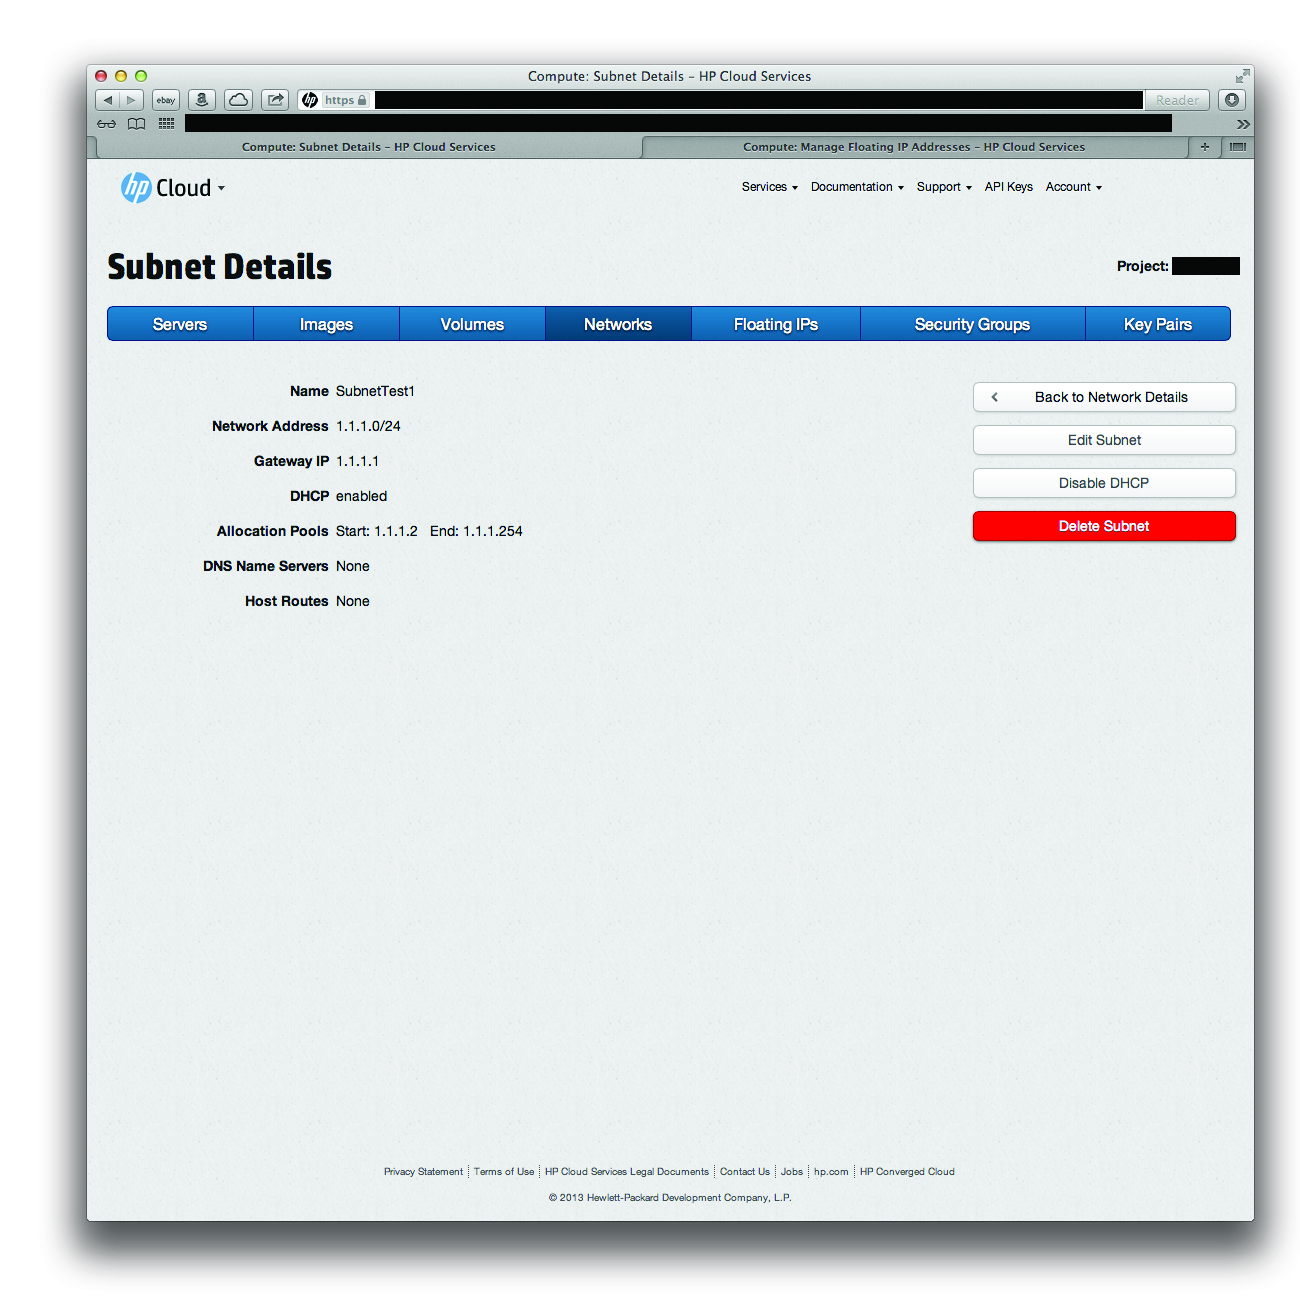 Compute: Subnet Details – HP Cloud Services
ebay a hp https Reader
Compute: Subnet Details – HP Cloud Services Compute: Manage Floating IP Addresses – HP Cloud Services +
hp Cloud Services Documentation Support API Keys Account
Subnet Details Project:
Servers Images Volumes Networks Floating IPs Security Groups Key Pairs
Name SubnetTest1
Back to Network Details
Network Address 1.1.1.0/24
Edit Subnet
Gateway IP 1.1.1.1
Disable DHCP
DHCP enabled
Delete Subnet
Allocation Pools Start: 1.1.1.2 End: 1.1.1.254
DNS Name Servers None
Host Routes None
Privacy Statement Terms of Use HP Cloud Services Legal Documents Contact Us Jobs hp.com HP Converged Cloud
© 2013 Hewlett-Packard Development Company, L.P.